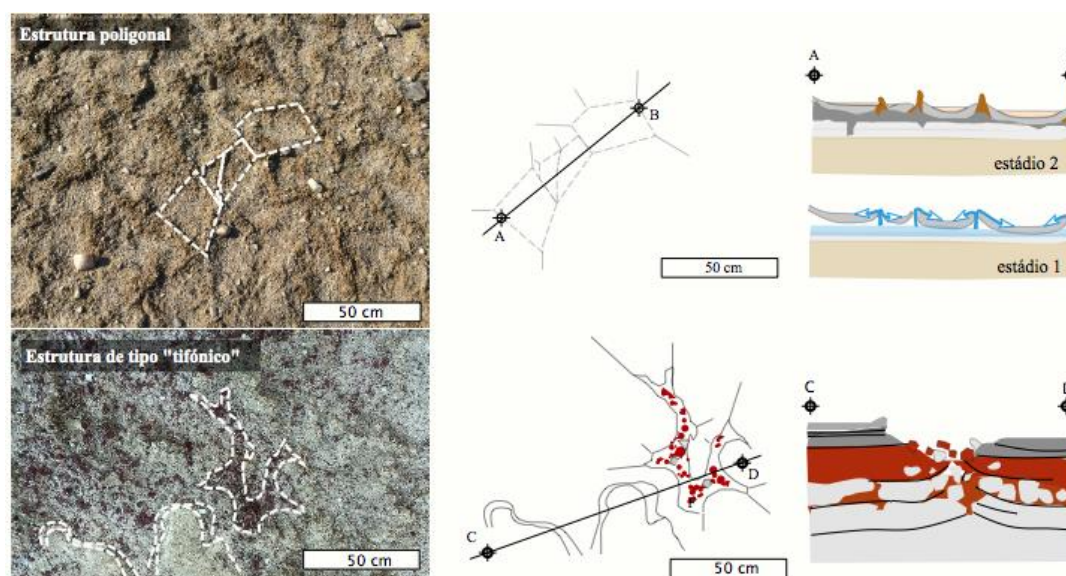 Estrutura poligonal
50 cm
A
B
50 cm
A
estádio 2
estádio 1
Estrutura de tipo "tifónico"
50 cm
C
D
F
50 cm
C